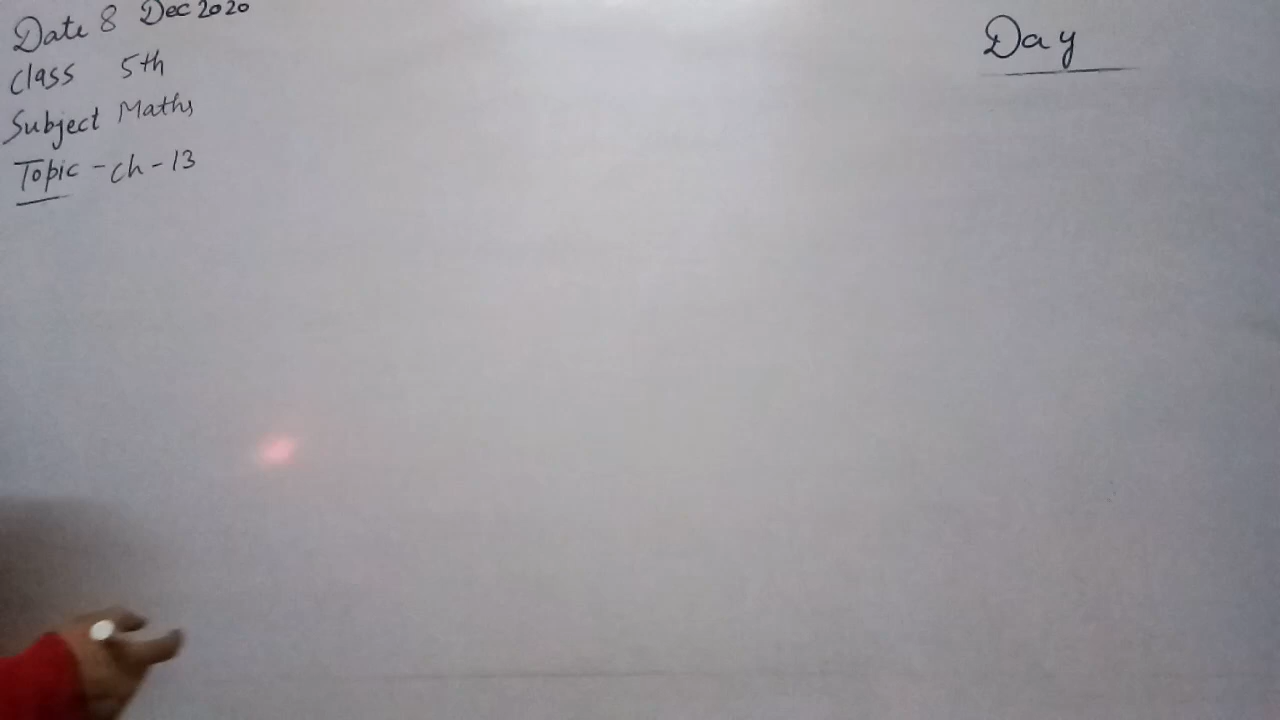 Date 8 Dec 2020
Day
Class 5th
Subject Maths
Topic - Ch - 13